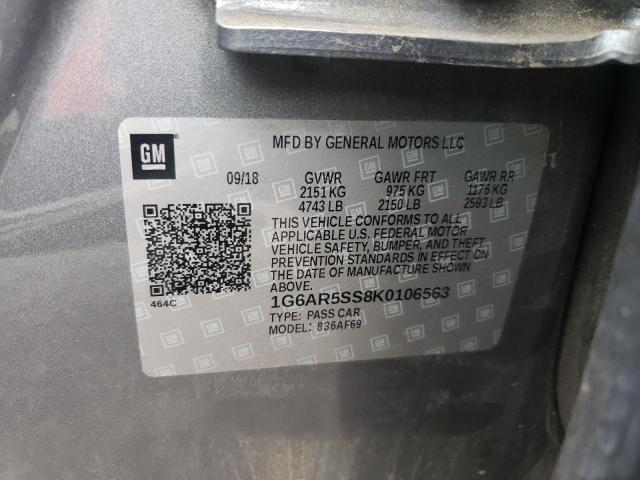 GM
MFD BY GENERAL MOTORS LLC
09/18 GVWR GAWR FRT GAWR RR
2151 KG 975 KG 1176 KG
4743 LB 2150 LB 2593 LB
THIS VEHICLE CONFORMS TO ALL
APPLICABLE U.S. FEDERAL MOTOR
VEHICLE SAFETY, BUMPER, AND THEFT
PREVENTION STANDARDS IN EFFECT ON
THE DATE OF MANUFACTURE SHOWN
ABOVE.
464C
1G6AR5SS8K0106563
TYPE: PASS CAR
MODEL: 836AF69